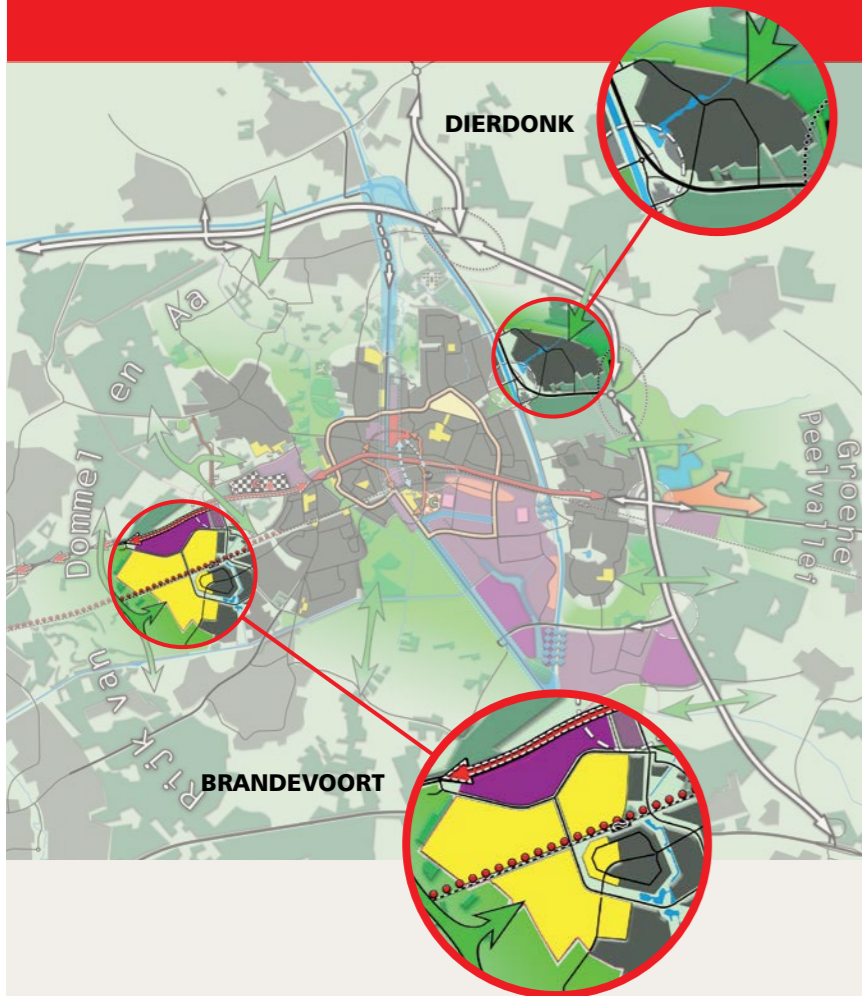 DIERDONK
Dommel en Aa
Groene
Peelvallei
Rijk van
BRANDEVOORT